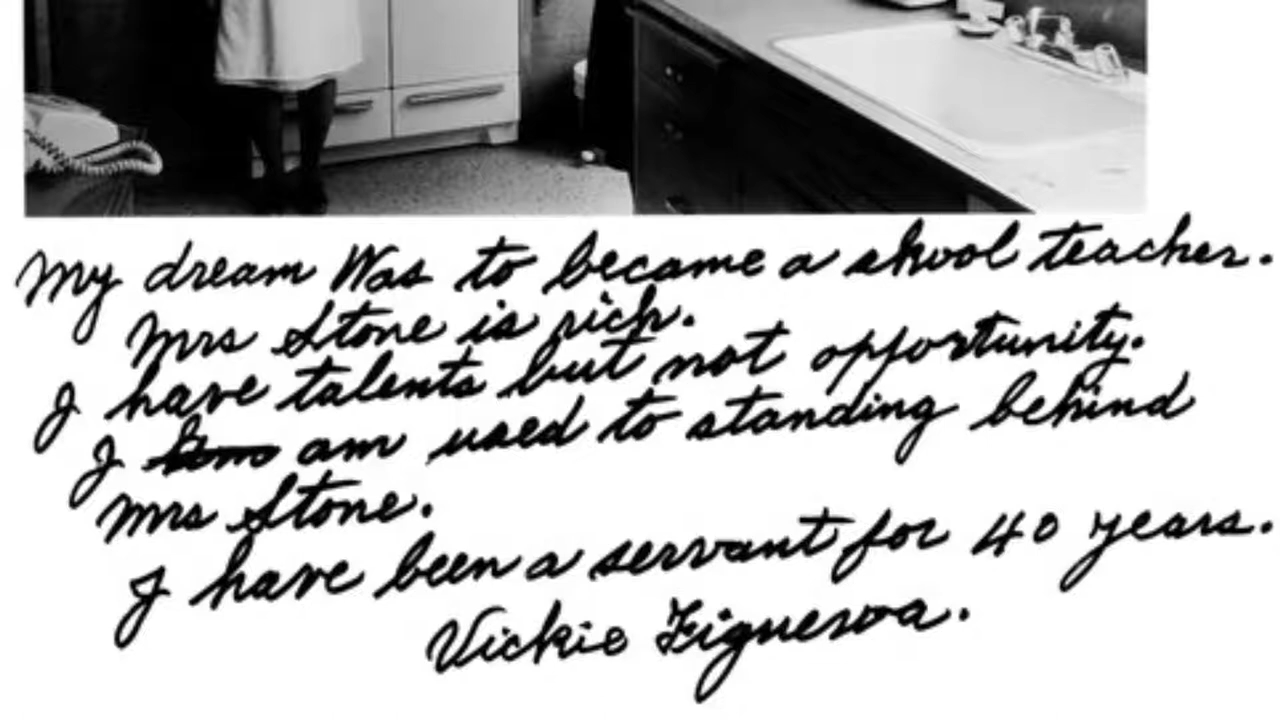 My dream Was to became a skool teacher.
Mrs Stone is rich.
I have talents but not opportunity.
I am used to standing behind
Mrs Stone.
I have been a servant for 40 years.
Vickie Figueroa.